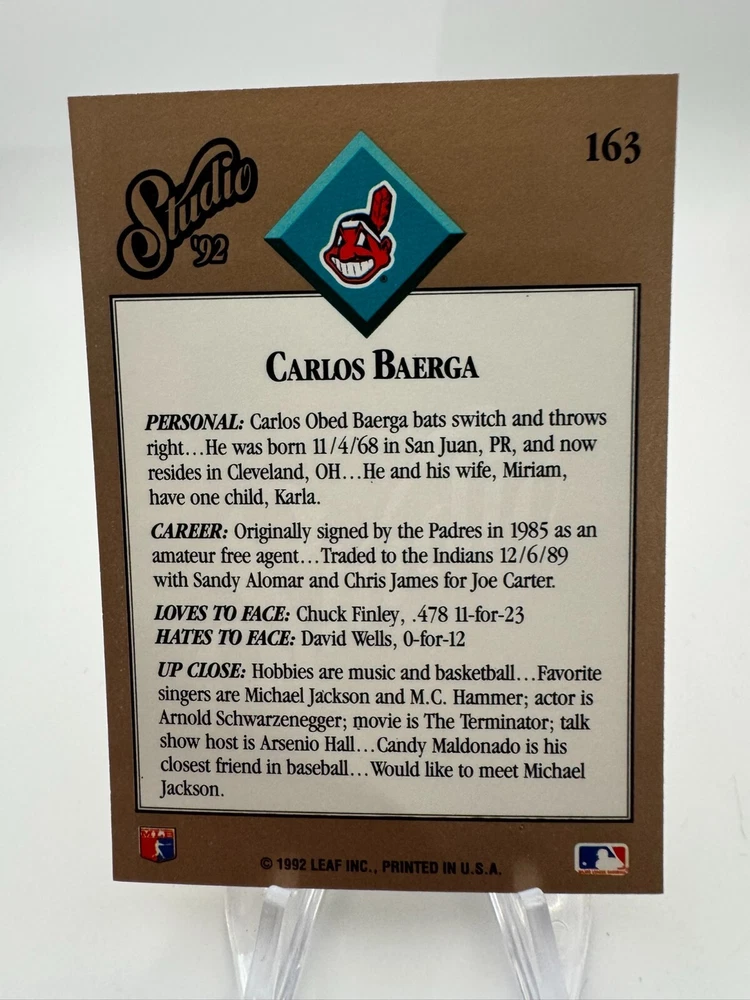 Studio
'92
163
CARLOS BAERGA
PERSONAL: Carlos Obed Baerga bats switch and throws
right...He was born 11/4/'68 in San Juan, PR, and now
resides in Cleveland, OH...He and his wife, Miriam,
have one child, Karla.
CAREER: Originally signed by the Padres in 1985 as an
amateur free agent...Traded to the Indians 12/6/89
with Sandy Alomar and Chris James for Joe Carter.
LOVES TO FACE: Chuck Finley, .478 11-for-23
HATES TO FACE: David Wells, 0-for-12
UP CLOSE: Hobbies are music and basketball...Favorite
singers are Michael Jackson and M.C. Hammer; actor is
Arnold Schwarzenegger; movie is The Terminator; talk
show host is Arsenio Hall...Candy Maldonado is his
closest friend in baseball...Would like to meet Michael
Jackson.
© 1992 LEAF INC., PRINTED IN U.S.A.